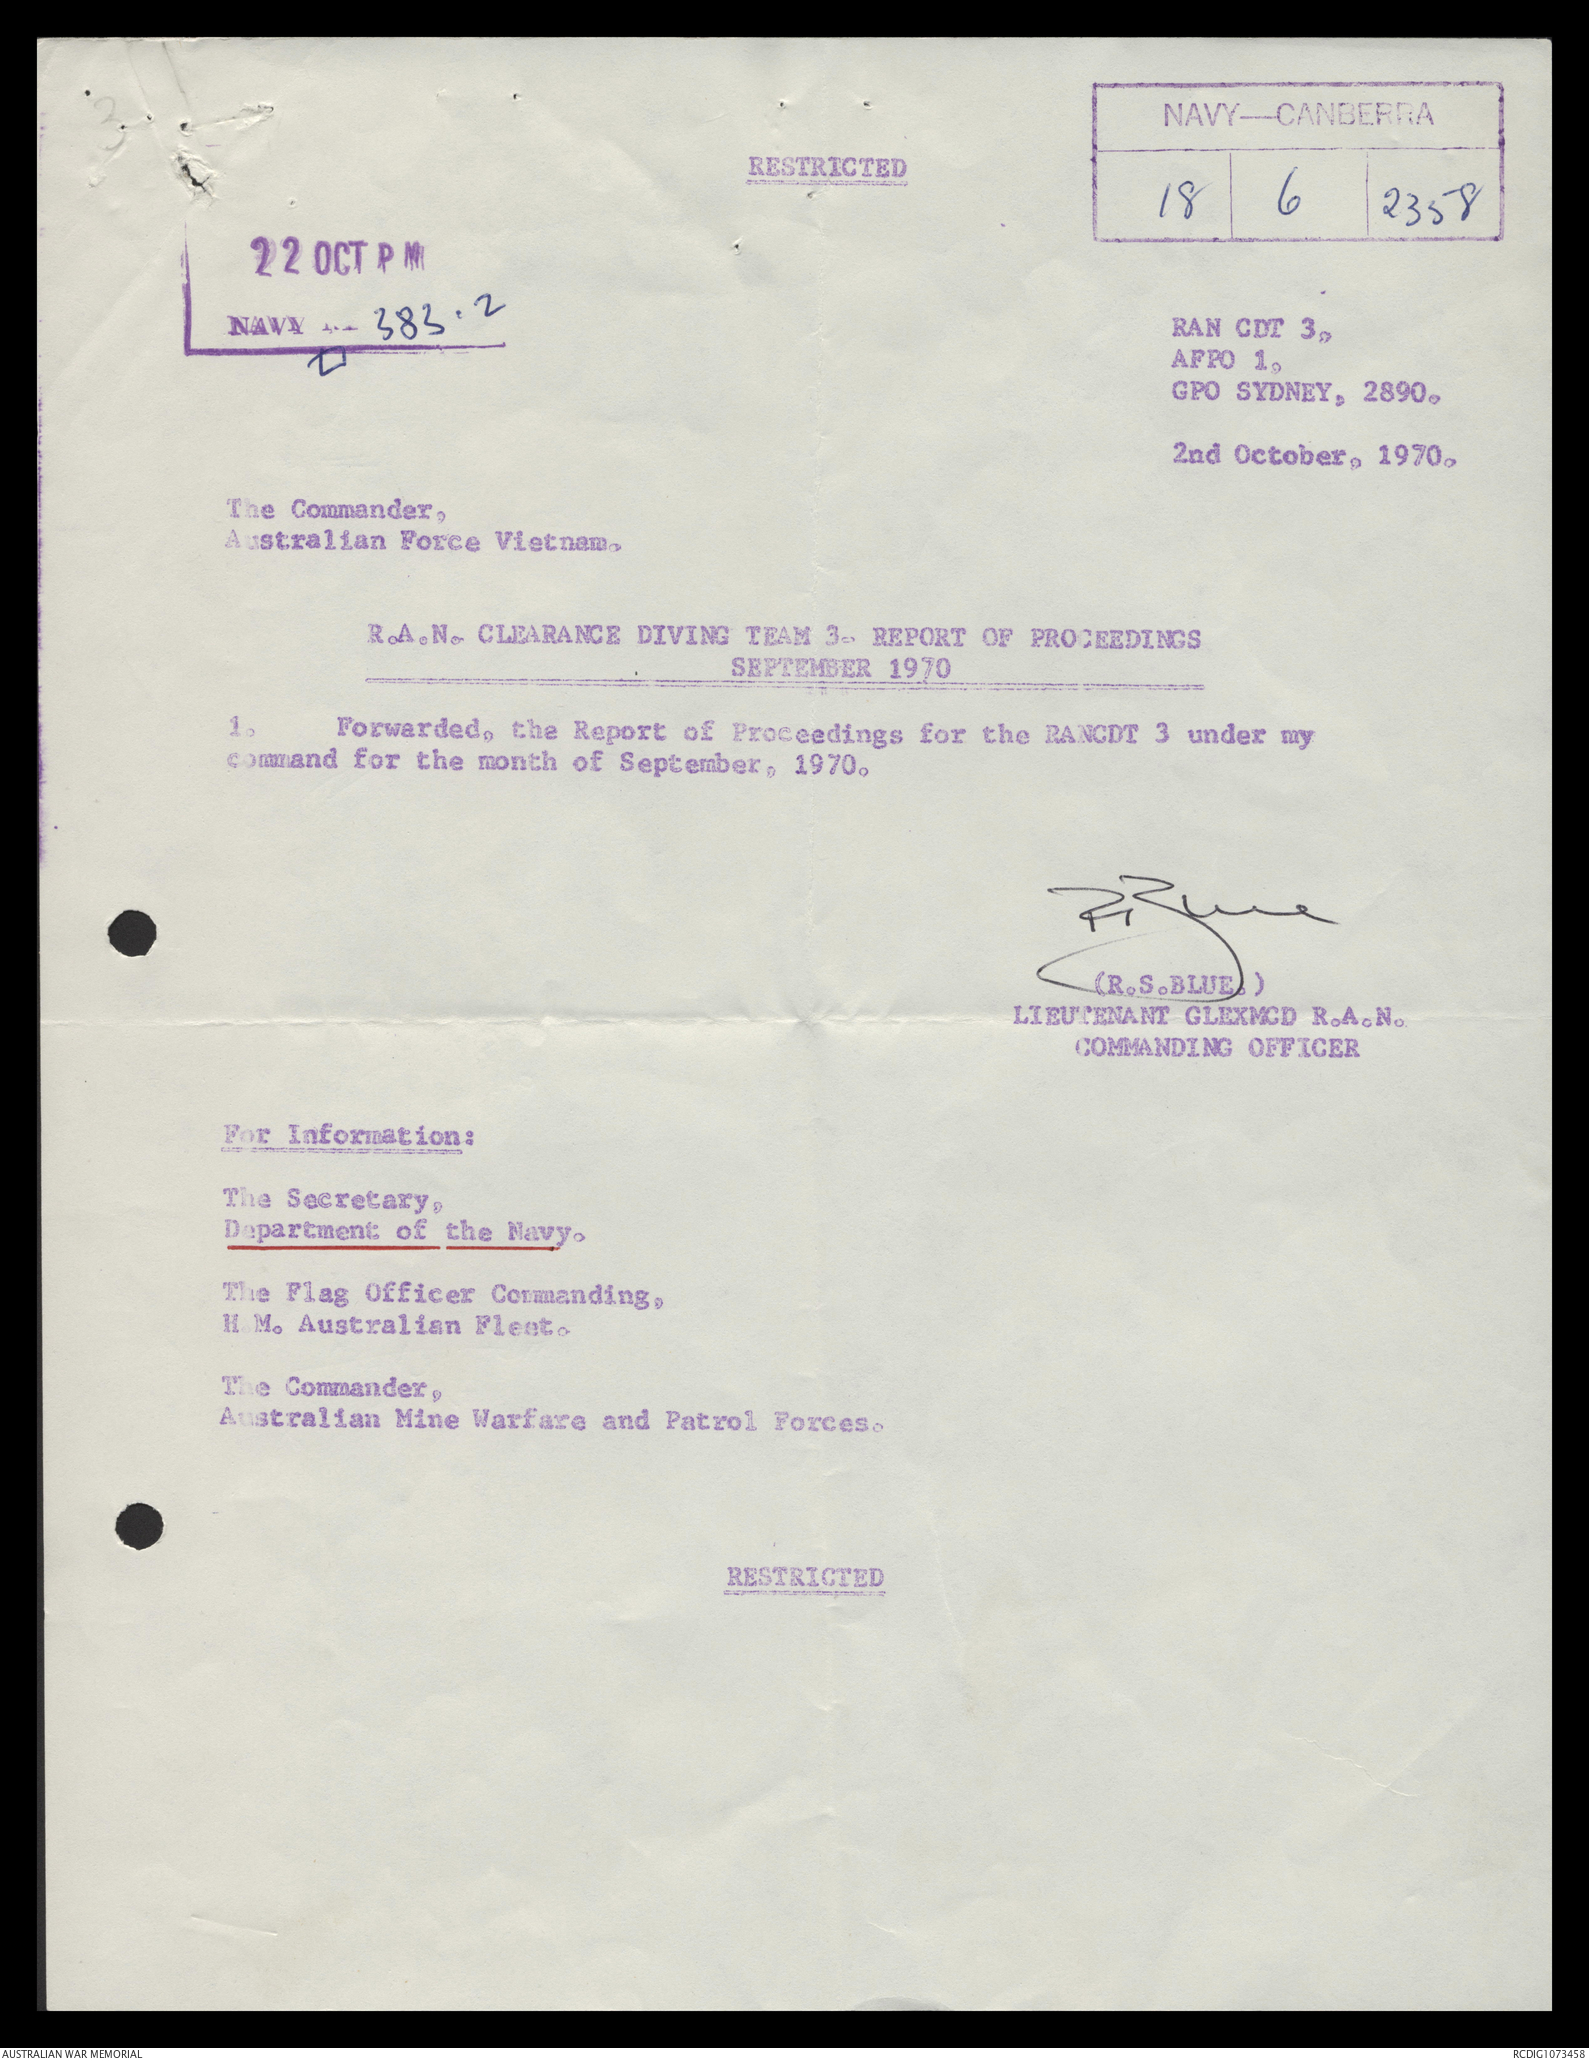 3
NAVY—CANBERRA
18 6 2358
RESTRICTED
22 OCT P M
NAVY 383.2
RAN CDT 3,
AFPO 1,
GPO SYDNEY, 2890.
2nd October, 1970.
The Commander,
Australian Force Vietnam.
R.A.N. CLEARANCE DIVING TEAM 3. REPORT OF PROCEEDINGS
SEPTEMBER 1970
1. Forwarded, the Report of Proceedings for the RANCDT 3 under my
command for the month of September, 1970.
(R.S.BLUE.)
LIEUTENANT GLEXMCD R.A.N.
COMMANDING OFFICER
For Information:
The Secretary,
Department of the Navy.
The Flag Officer Commanding,
H.M. Australian Fleet.
The Commander,
Australian Mine Warfare and Patrol Forces.
RESTRICTED
AUSTRALIAN WAR MEMORIAL
RCDIG1073458